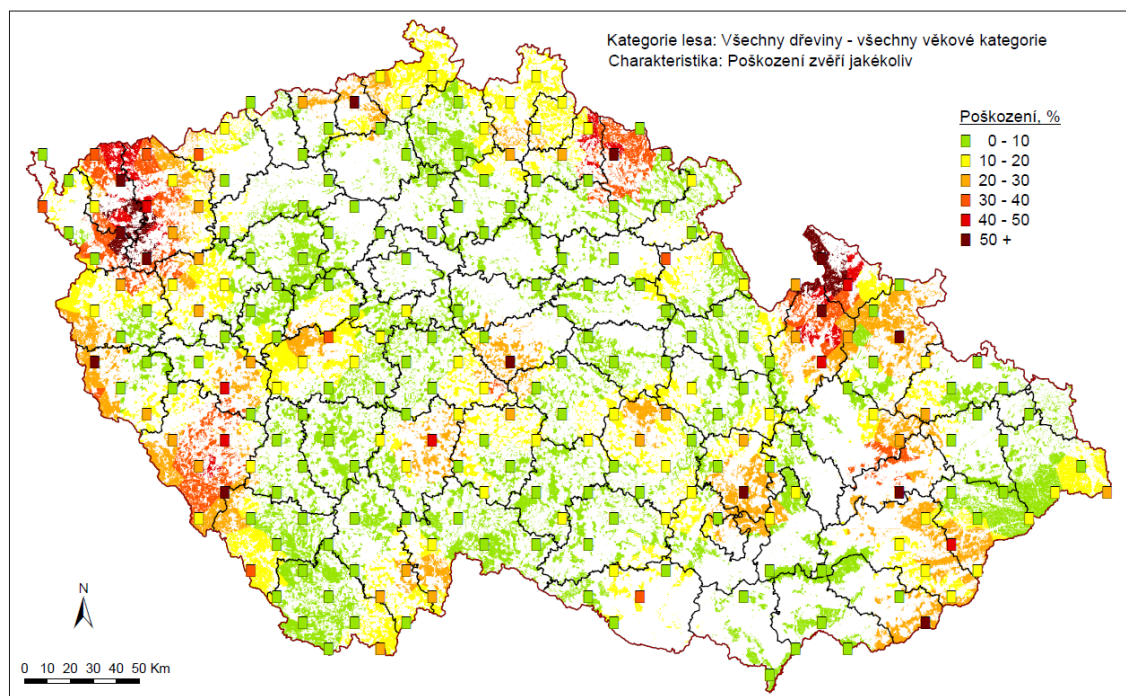 Kategorie lesa: Všechny dřeviny - všechny věkové kategorie
Charakteristika: Poškození zvěří jakékoliv
Poškození, %
0 - 10
10 - 20
20 - 30
30 - 40
40 - 50
50 +
N
0 10 20 30 40 50 Km